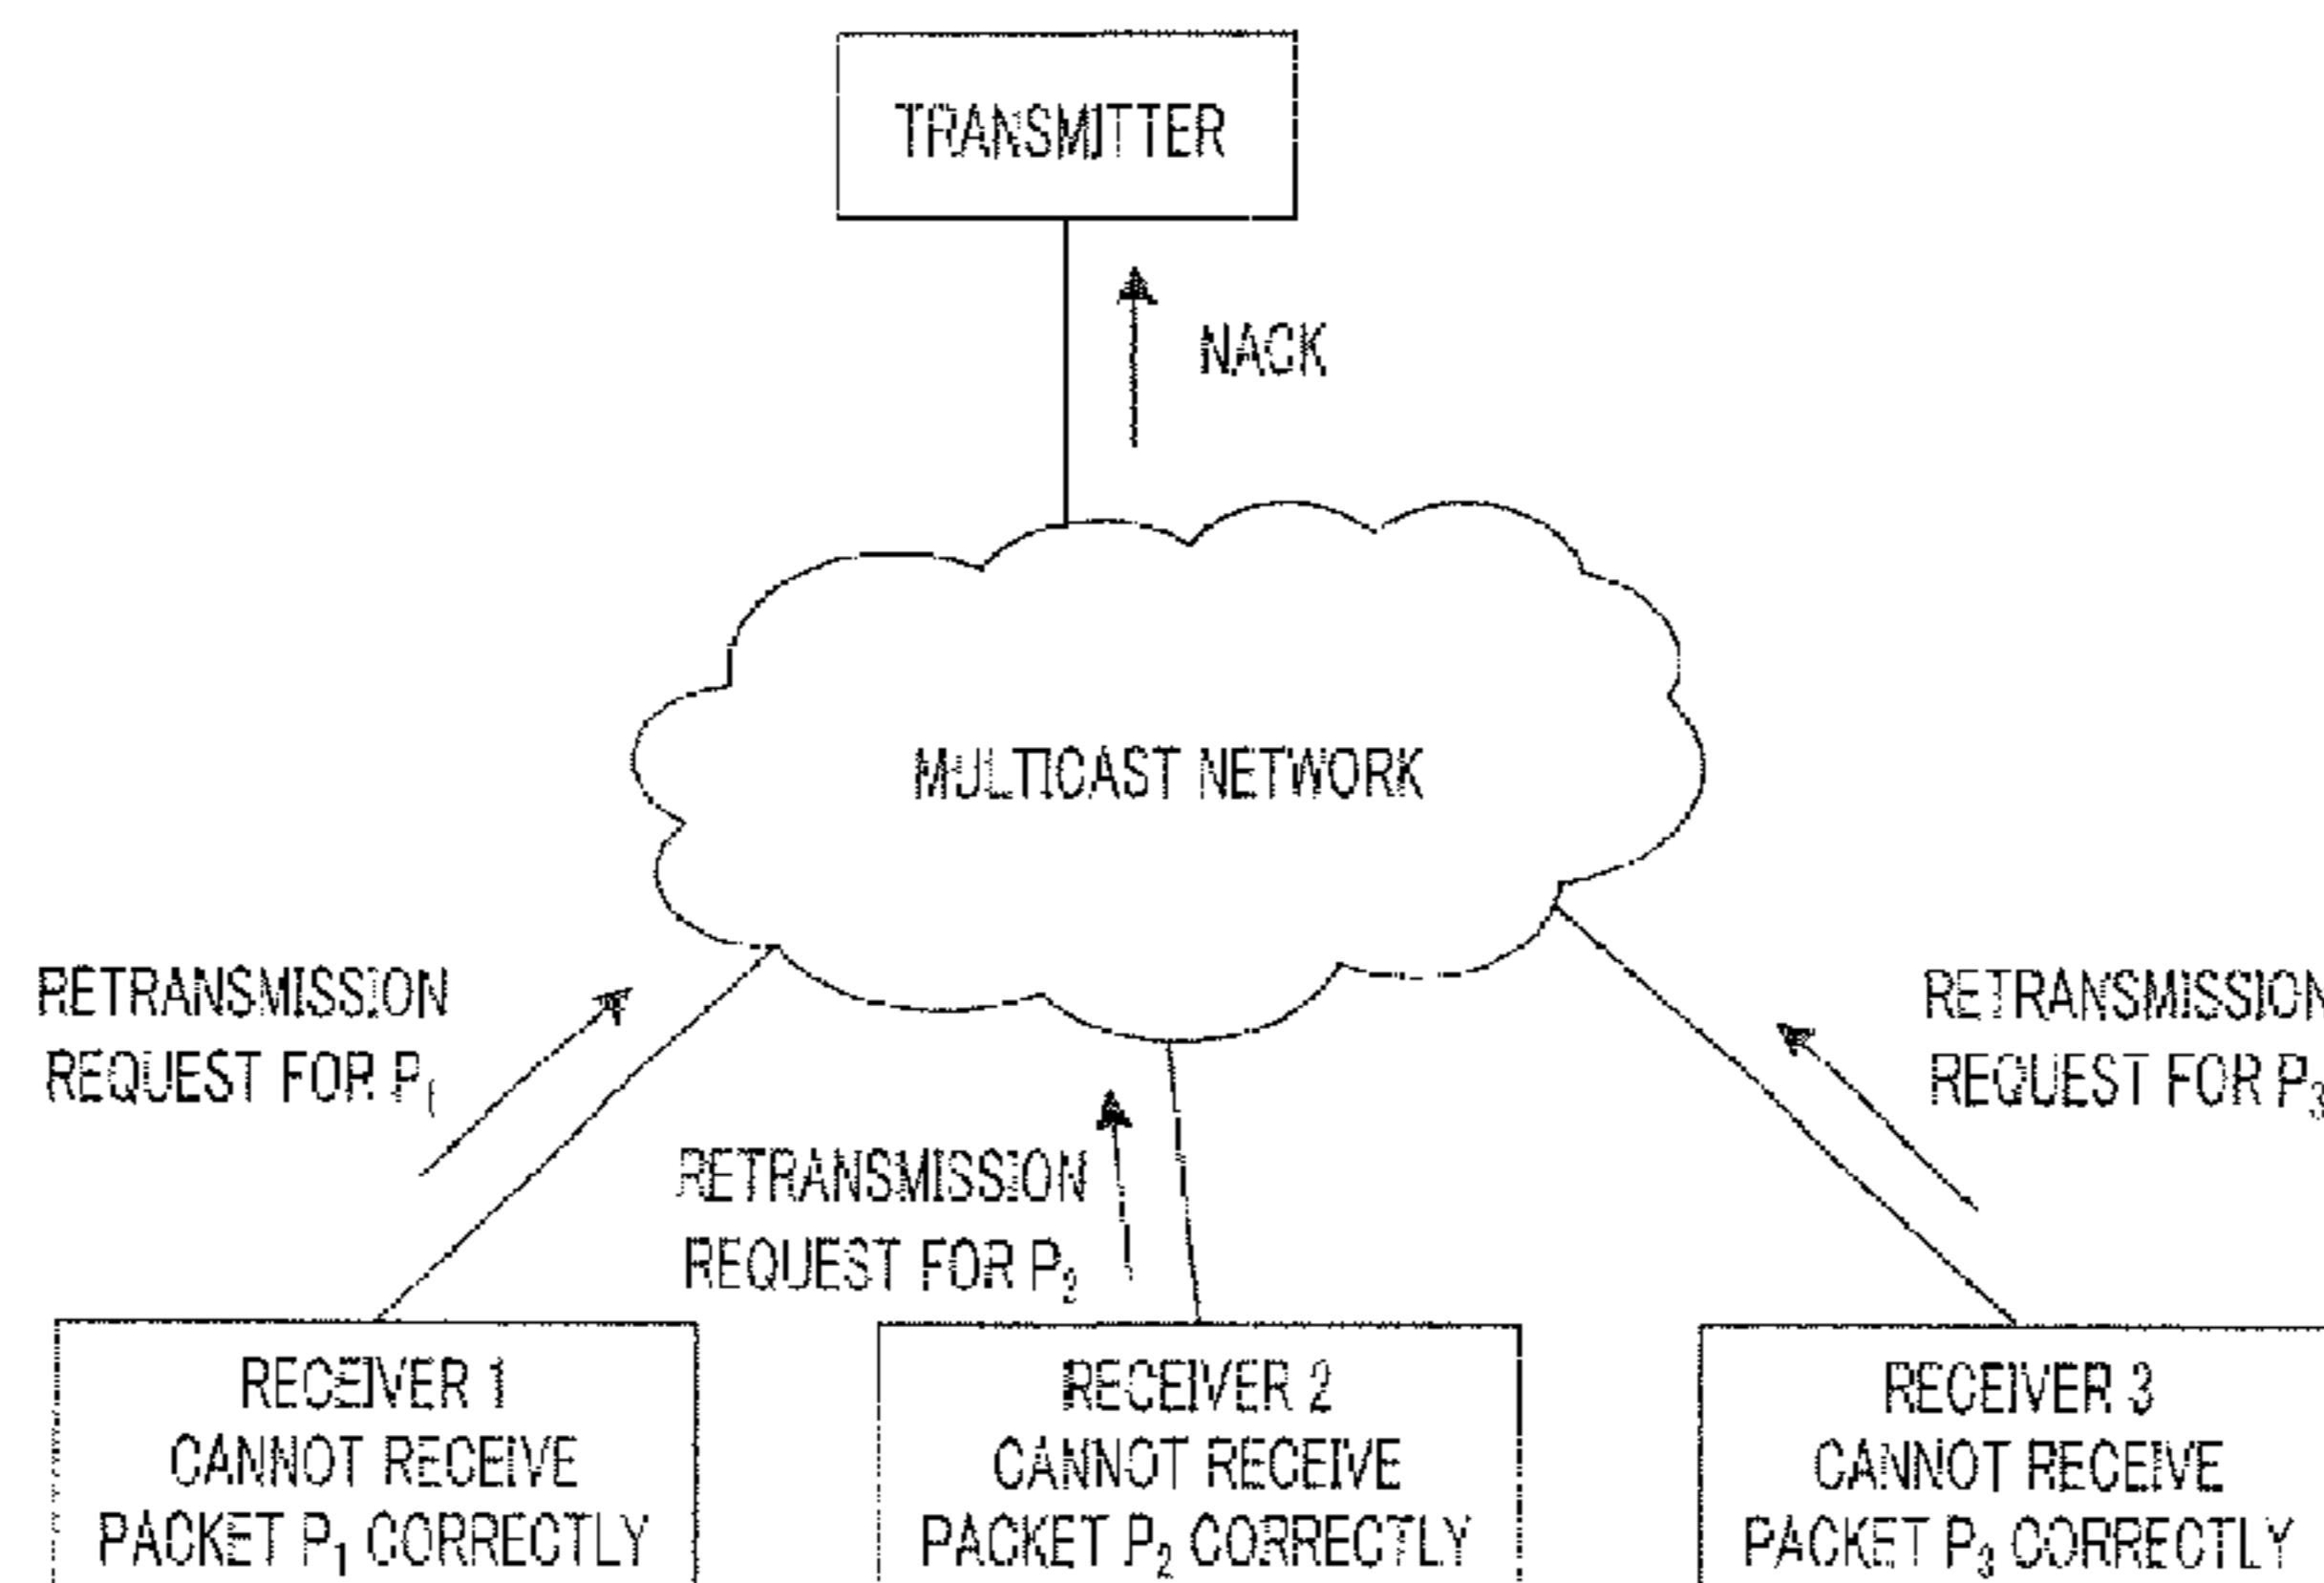 TRANSMITTER
NACK
MULTICAST NETWORK
RETRANSMISSION
REQUEST FOR P₁
RETRANSMISSION
REQUEST FOR P₂
RETRANSMISSION
REQUEST FOR P₃
RECEIVER 1
CANNOT RECEIVE
PACKET P₁ CORRECTLY
RECEIVER 2
CANNOT RECEIVE
PACKET P₂ CORRECTLY
RECEIVER 3
CANNOT RECEIVE
PACKET P₃ CORRECTLY